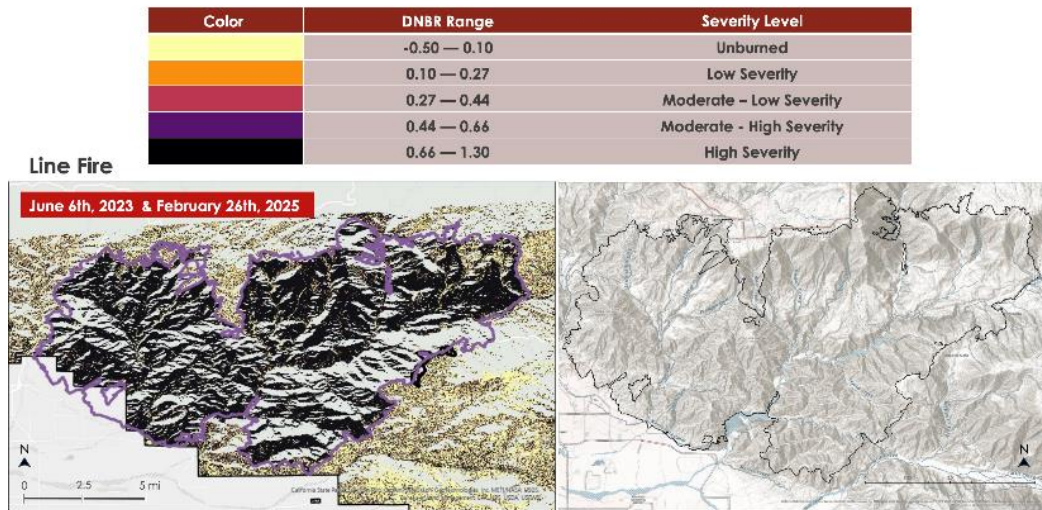 Color DNBR Range Severity Level
-0.50 — 0.10 Unburned
0.10 — 0.27 Low Severity
0.27 — 0.44 Moderate – Low Severity
0.44 — 0.66 Moderate - High Severity
0.66 — 1.30 High Severity
Line Fire
June 6th, 2023 & February 26th, 2025
N
0 2.5 5 mi
California State
N